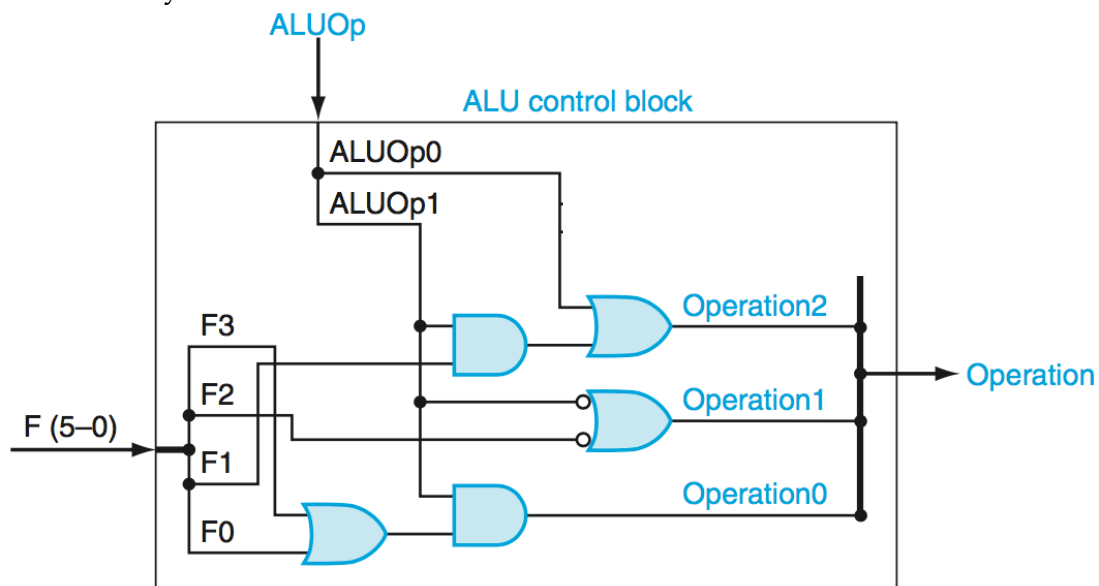 ALUOp
ALU control block
ALUOp0
ALUOp1
Operation2
F3
Operation
F2
Operation1
F (5–0)
F1
Operation0
F0